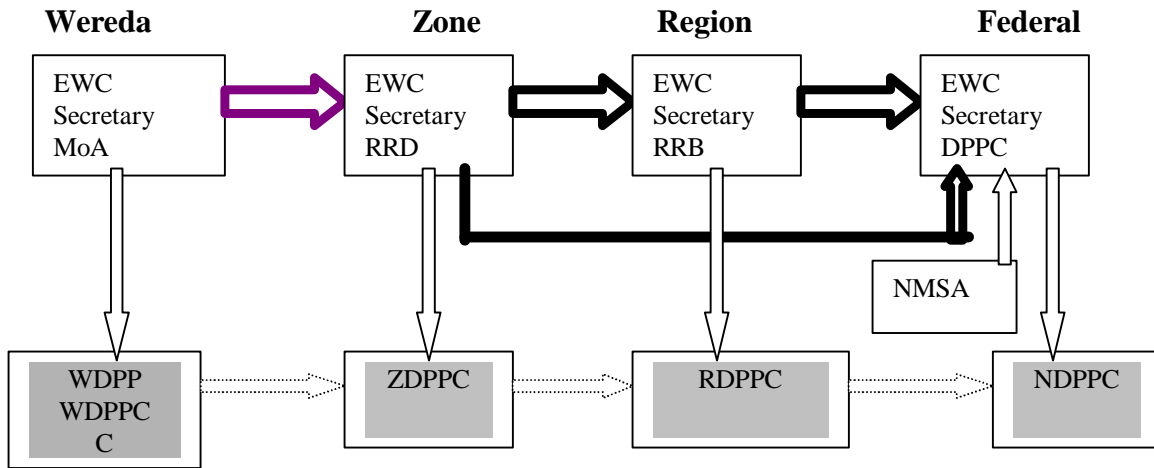 Wereda
Zone
Region
Federal
EWC
Secretary
MoA
EWC
Secretary
RRD
EWC
Secretary
RRB
EWC
Secretary
DPPC
NMSA
WDPP
WDPPC
C
ZDPPC
RDPPC
NDPPC